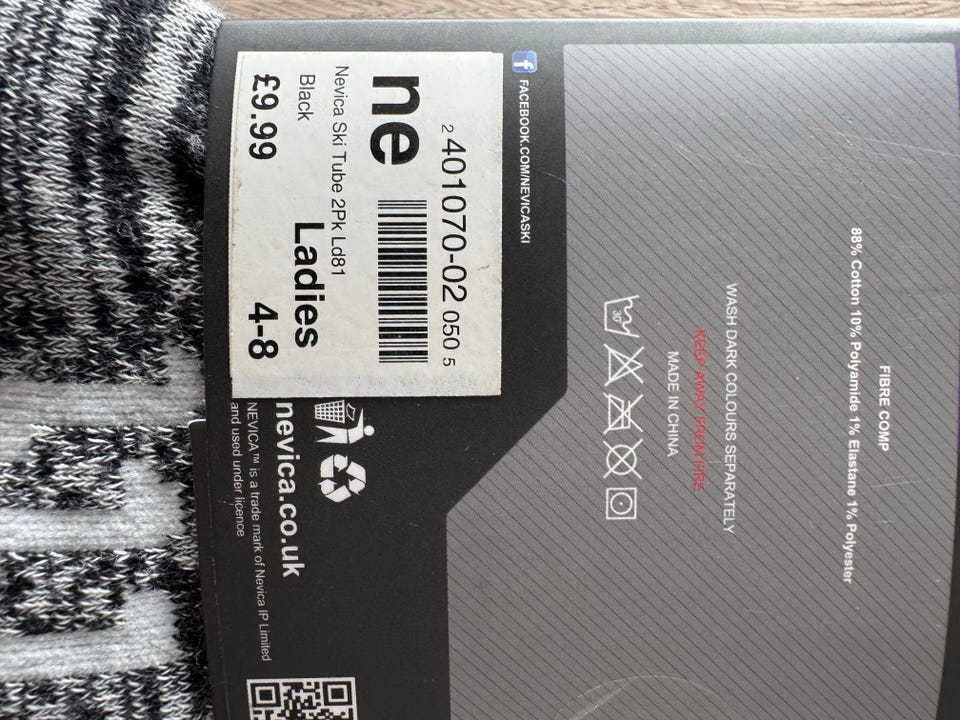 FIBRE COMP
88% Cotton 10% Polyamide 1% Elastane 1% Polyester
WASH DARK COLOURS SEPARATELY
KEEP AWAY FROM FIRE
MADE IN CHINA
30°
FACEBOOK.COM/NEVICASKI
2 401070-02 050 5
ne
Nevica Ski Tube 2Pk Ld81
Black
Ladies
£9.99
4-8
nevica.co.uk
NEVICA™ is a trade mark of Nevica IP Limited
and used under licence